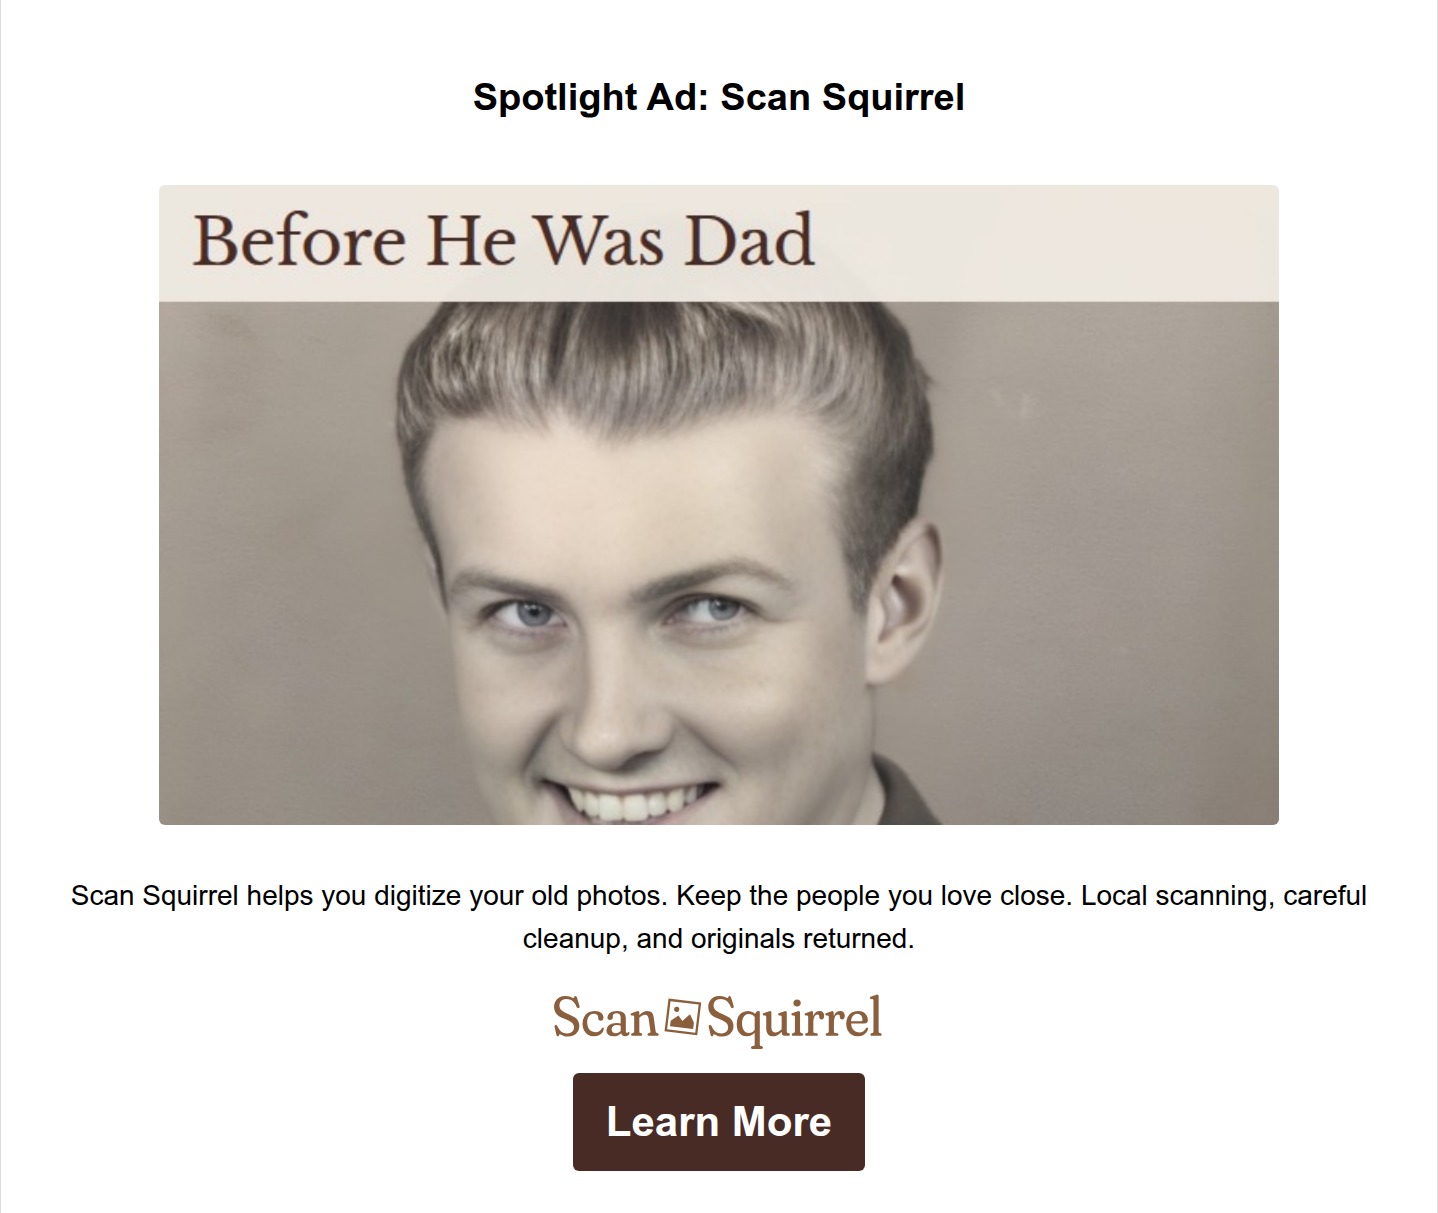 Spotlight Ad: Scan Squirrel
Before He Was Dad
Scan Squirrel helps you digitize your old photos. Keep the people you love close. Local scanning, careful
cleanup, and originals returned.
Scan Squirrel
Learn More